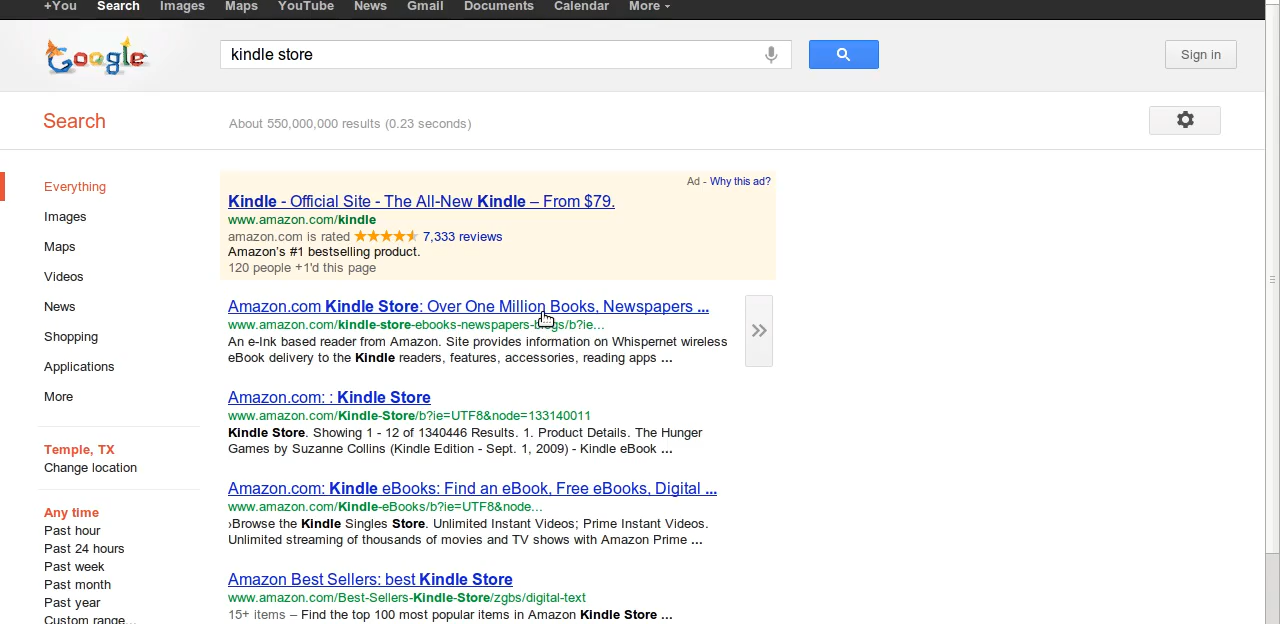 +You Search Images Maps YouTube News Gmail Documents Calendar More
Google
kindle store
Sign in
Search
About 550,000,000 results (0.23 seconds)
Everything
Images
Maps
Videos
News
Shopping
Applications
More
Temple, TX
Change location
Any time
Past hour
Past 24 hours
Past week
Past month
Past year
Custom range...
Ad - Why this ad?
Kindle - Official Site - The All-New Kindle – From $79.
www.amazon.com/kindle
amazon.com is rated 7,333 reviews
Amazon's #1 bestselling product.
120 people +1'd this page
Amazon.com Kindle Store: Over One Million Books, Newspapers ...
www.amazon.com/kindle-store-ebooks-newspapers-blogs/b?ie...
An e-Ink based reader from Amazon. Site provides information on Whispernet wireless
eBook delivery to the Kindle readers, features, accessories, reading apps ...
Amazon.com: : Kindle Store
www.amazon.com/Kindle-Store/b?ie=UTF8&node=133140011
Kindle Store. Showing 1 - 12 of 1340446 Results. 1. Product Details. The Hunger
Games by Suzanne Collins (Kindle Edition - Sept. 1, 2009) - Kindle eBook ...
Amazon.com: Kindle eBooks: Find an eBook, Free eBooks, Digital ...
www.amazon.com/Kindle-eBooks/b?ie=UTF8&node...
›Browse the Kindle Singles Store. Unlimited Instant Videos; Prime Instant Videos.
Unlimited streaming of thousands of movies and TV shows with Amazon Prime ...
Amazon Best Sellers: best Kindle Store
www.amazon.com/Best-Sellers-Kindle-Store/zgbs/digital-text
15+ items – Find the top 100 most popular items in Amazon Kindle Store ...